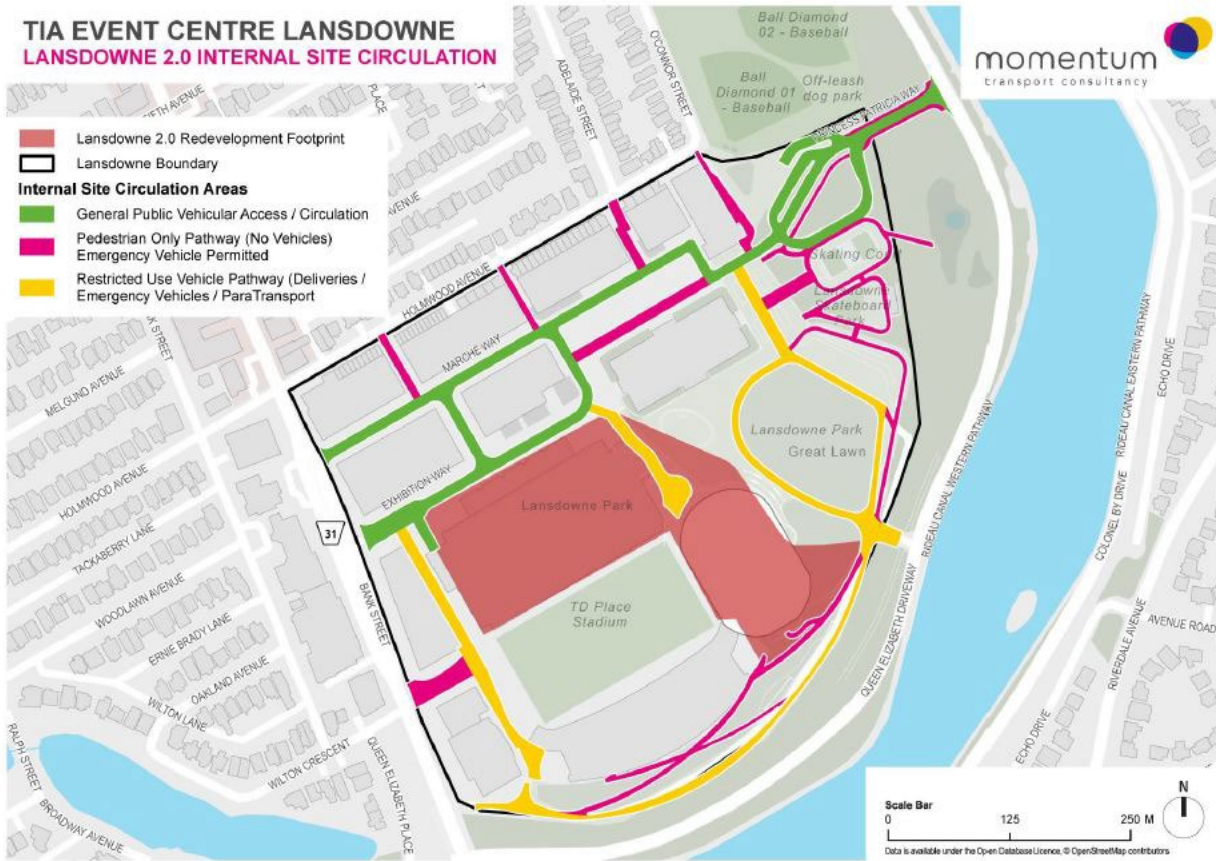 TIA EVENT CENTRE LANSDOWNE
LANSDOWNE 2.0 INTERNAL SITE CIRCULATION
momentum
transport consultancy
Lansdowne 2.0 Redevelopment Footprint
Lansdowne Boundary
Internal Site Circulation Areas
General Public Vehicular Access / Circulation
Pedestrian Only Pathway (No Vehicles)
Emergency Vehicle Permitted
Restricted Use Vehicle Pathway (Deliveries /
Emergency Vehicles / ParaTransport
Ball Diamond
02 - Baseball
Ball
Diamond 01
- Baseball
Off-leash
dog park
PRINCESS PATRICIA WAY
O'CONNOR STREET
ADELAIDE STREET
PLACE
AVENUE
AVENUE
HOLMWOOD AVENUE
MARCHE WAY
EXHIBITION WAY
Skating Co
Lansdowne
Skateboard
Park
Lansdowne Park
Great Lawn
Lansdowne Park
TD Place
Stadium
31
BANK STREET
MELGUND AVENUE
HOLMWOOD AVENUE
TACKABERRY LANE
WOODLAWN AVENUE
ERNIE BRADY LANE
OAKLAND AVENUE
WILTON LANE
WILTON CRESCENT
RALPH STREET
BROADWAY AVENUE
QUEEN ELIZABETH PLACE
QUEEN ELIZABETH DRIVEWAY
RIDEAU CANAL WESTERN PATHWAY
COLONEL BY DRIVE
RIDEAU CANAL EASTERN PATHWAY
ECHO DRIVE
ECHO DRIVE
RIVERDALE AVENUE
AVENUE ROAD
Scale Bar
0 125 250 M
N
Data is available under the Open Database Licence, © OpenStreetMap contributors